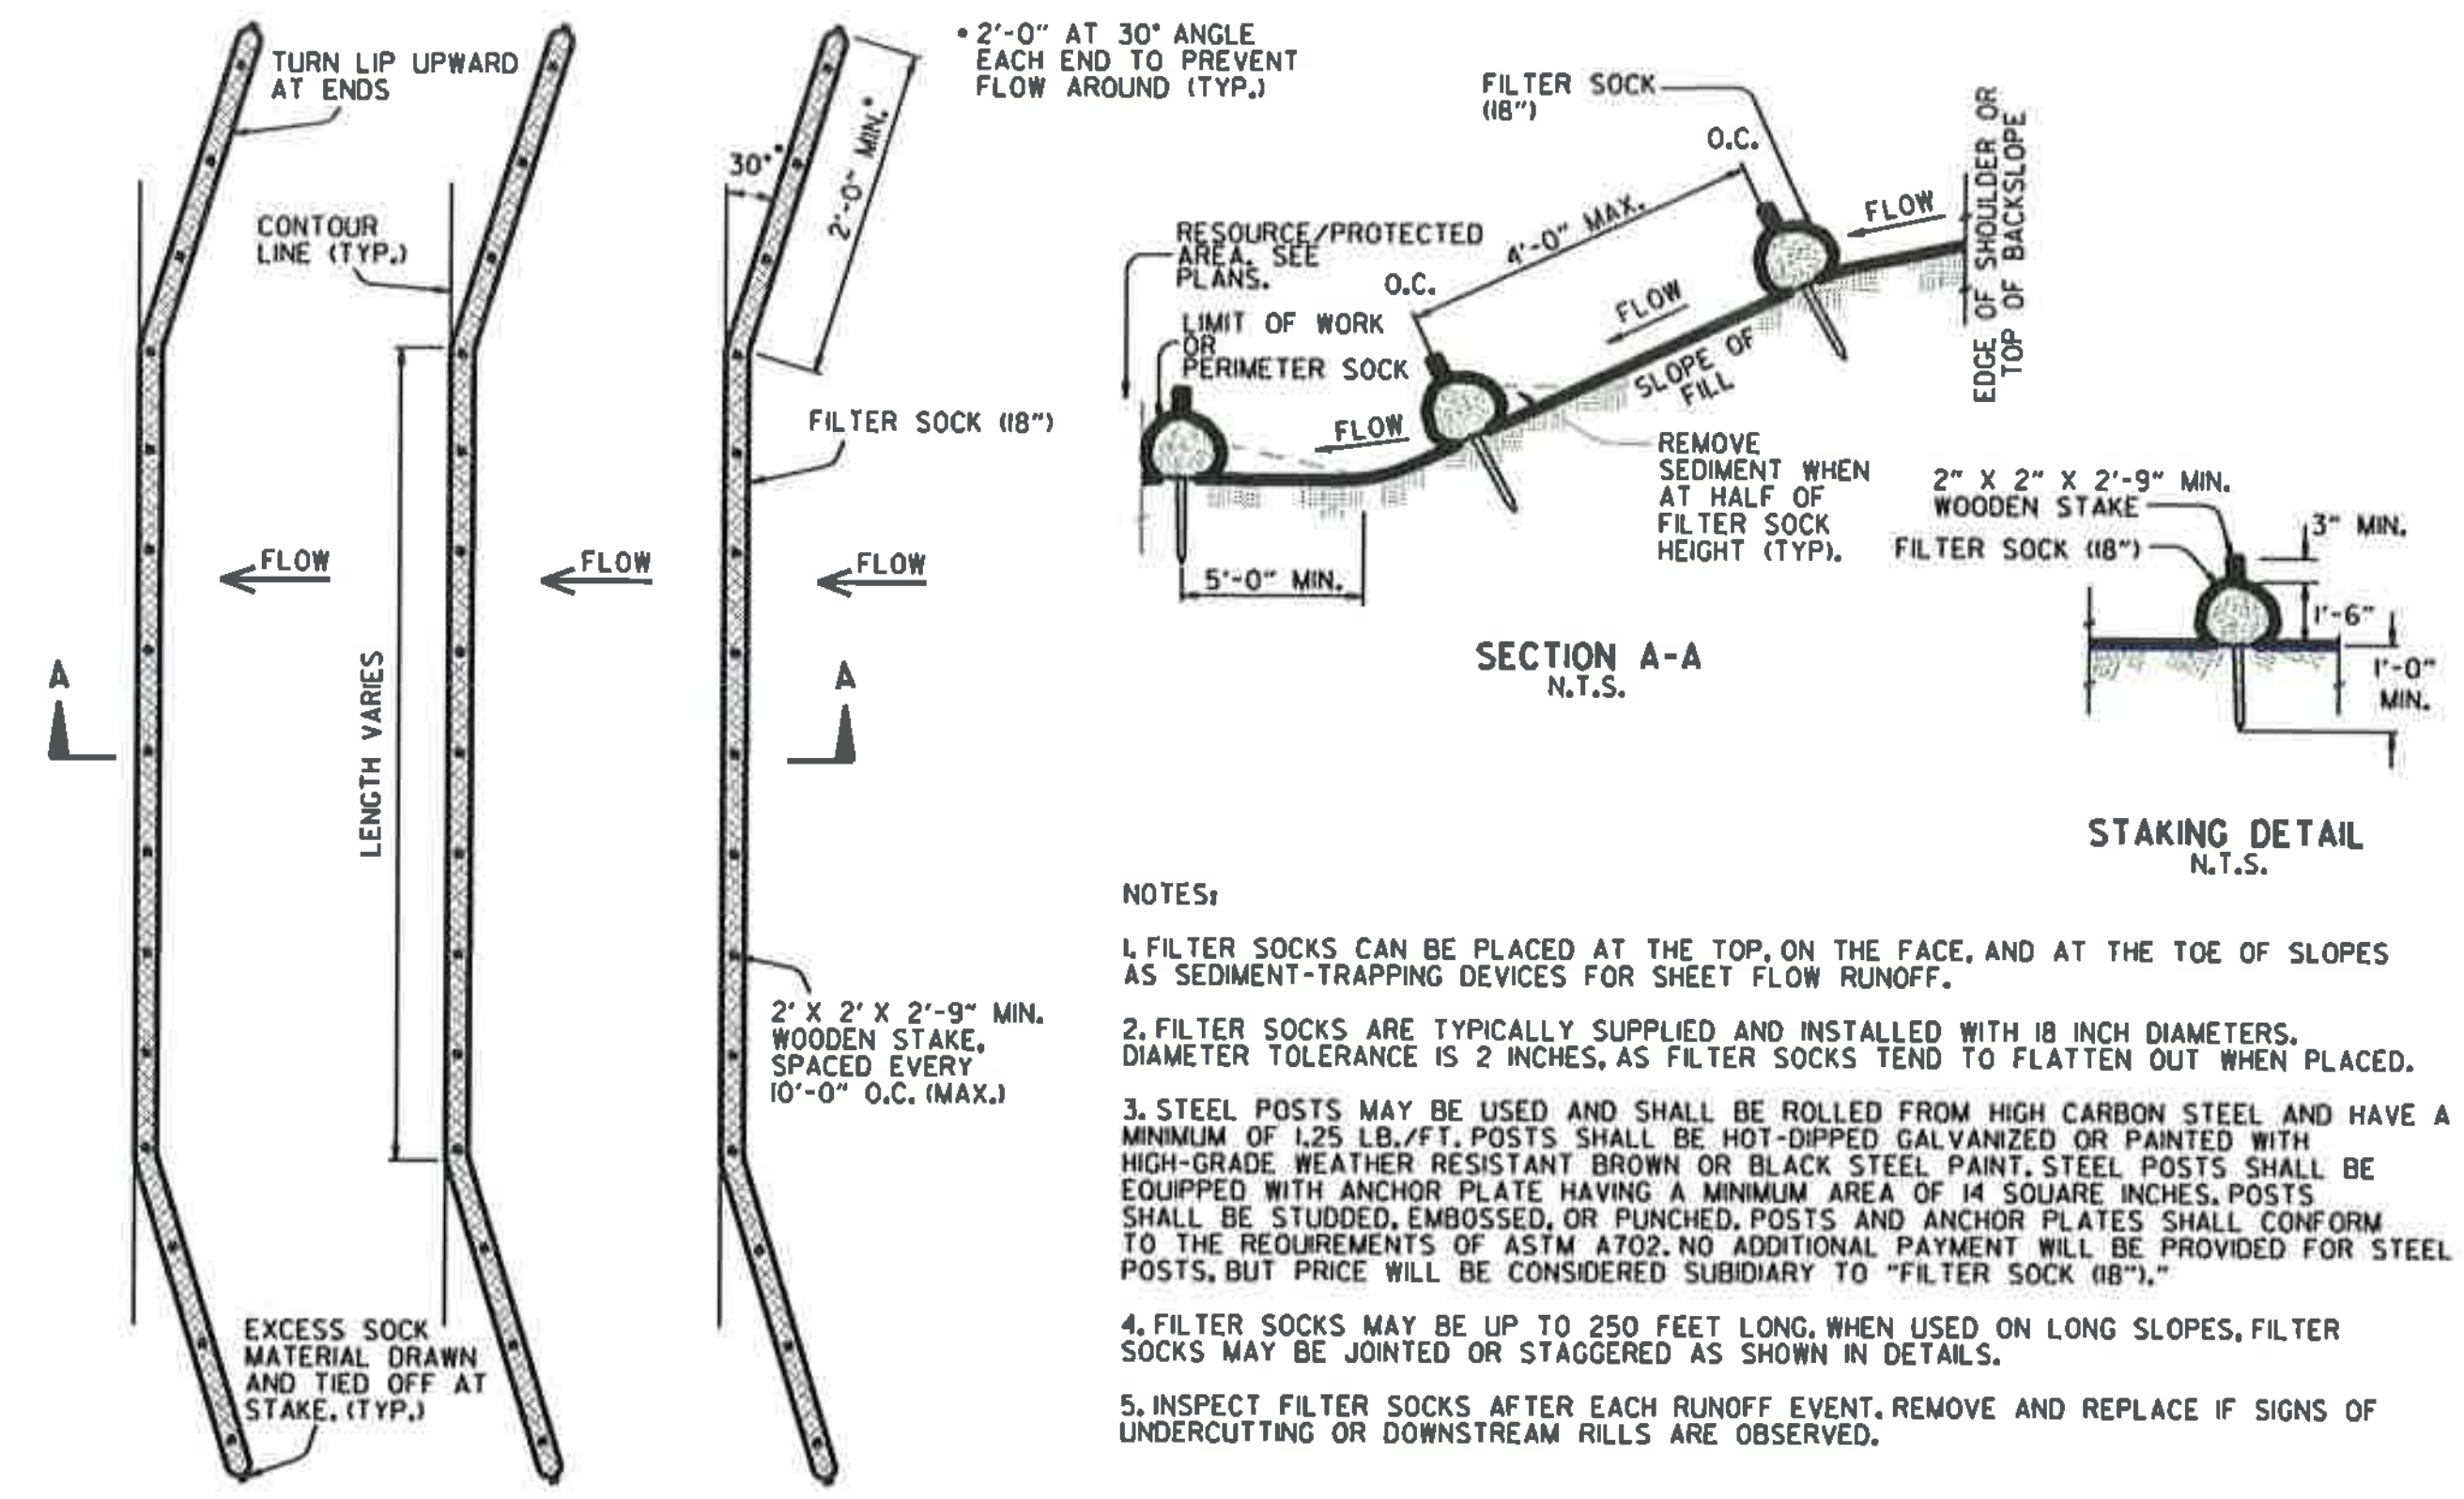 TURN LIP UPWARD
AT ENDS
CONTOUR
LINE (TYP.)
30°*
2'-0" MIN.*
• 2'-0" AT 30° ANGLE
EACH END TO PREVENT
FLOW AROUND (TYP.)
FILTER SOCK (18")
FLOW
FLOW
FLOW
A
A
LENGTH VARIES
2' X 2' X 2'-9" MIN.
WOODEN STAKE,
SPACED EVERY
10'-0" O.C. (MAX.)
EXCESS SOCK
MATERIAL DRAWN
AND TIED OFF AT
STAKE. (TYP.)
FILTER SOCK
(18")
O.C.
FLOW
EDGE OF SHOULDER OR
TOP OF BACKSLOPE
RESOURCE/PROTECTED
AREA. SEE
PLANS.
4'-0" MAX.
O.C.
FLOW
LIMIT OF WORK
OR
PERIMETER SOCK
SLOPE OF
FILL
FLOW
REMOVE
SEDIMENT WHEN
AT HALF OF
FILTER SOCK
HEIGHT (TYP).
5'-0" MIN.
SECTION A-A
N.T.S.
2" X 2" X 2'-9" MIN.
WOODEN STAKE
FILTER SOCK (18")
3" MIN.
1'-6"
1'-0"
MIN.
STAKING DETAIL
N.T.S.
NOTES:
1. FILTER SOCKS CAN BE PLACED AT THE TOP, ON THE FACE, AND AT THE TOE OF SLOPES
AS SEDIMENT-TRAPPING DEVICES FOR SHEET FLOW RUNOFF.
2. FILTER SOCKS ARE TYPICALLY SUPPLIED AND INSTALLED WITH 18 INCH DIAMETERS.
DIAMETER TOLERANCE IS 2 INCHES, AS FILTER SOCKS TEND TO FLATTEN OUT WHEN PLACED.
3. STEEL POSTS MAY BE USED AND SHALL BE ROLLED FROM HIGH CARBON STEEL AND HAVE A
MINIMUM OF 1.25 LB./FT. POSTS SHALL BE HOT-DIPPED GALVANIZED OR PAINTED WITH
HIGH-GRADE WEATHER RESISTANT BROWN OR BLACK STEEL PAINT. STEEL POSTS SHALL BE
EQUIPPED WITH ANCHOR PLATE HAVING A MINIMUM AREA OF 14 SQUARE INCHES. POSTS
SHALL BE STUDDED, EMBOSSED, OR PUNCHED. POSTS AND ANCHOR PLATES SHALL CONFORM
TO THE REQUIREMENTS OF ASTM A702. NO ADDITIONAL PAYMENT WILL BE PROVIDED FOR STEEL
POSTS, BUT PRICE WILL BE CONSIDERED SUBIDIARY TO "FILTER SOCK (18")."
4. FILTER SOCKS MAY BE UP TO 250 FEET LONG. WHEN USED ON LONG SLOPES, FILTER
SOCKS MAY BE JOINTED OR STAGGERED AS SHOWN IN DETAILS.
5. INSPECT FILTER SOCKS AFTER EACH RUNOFF EVENT. REMOVE AND REPLACE IF SIGNS OF
UNDERCUTTING OR DOWNSTREAM RILLS ARE OBSERVED.